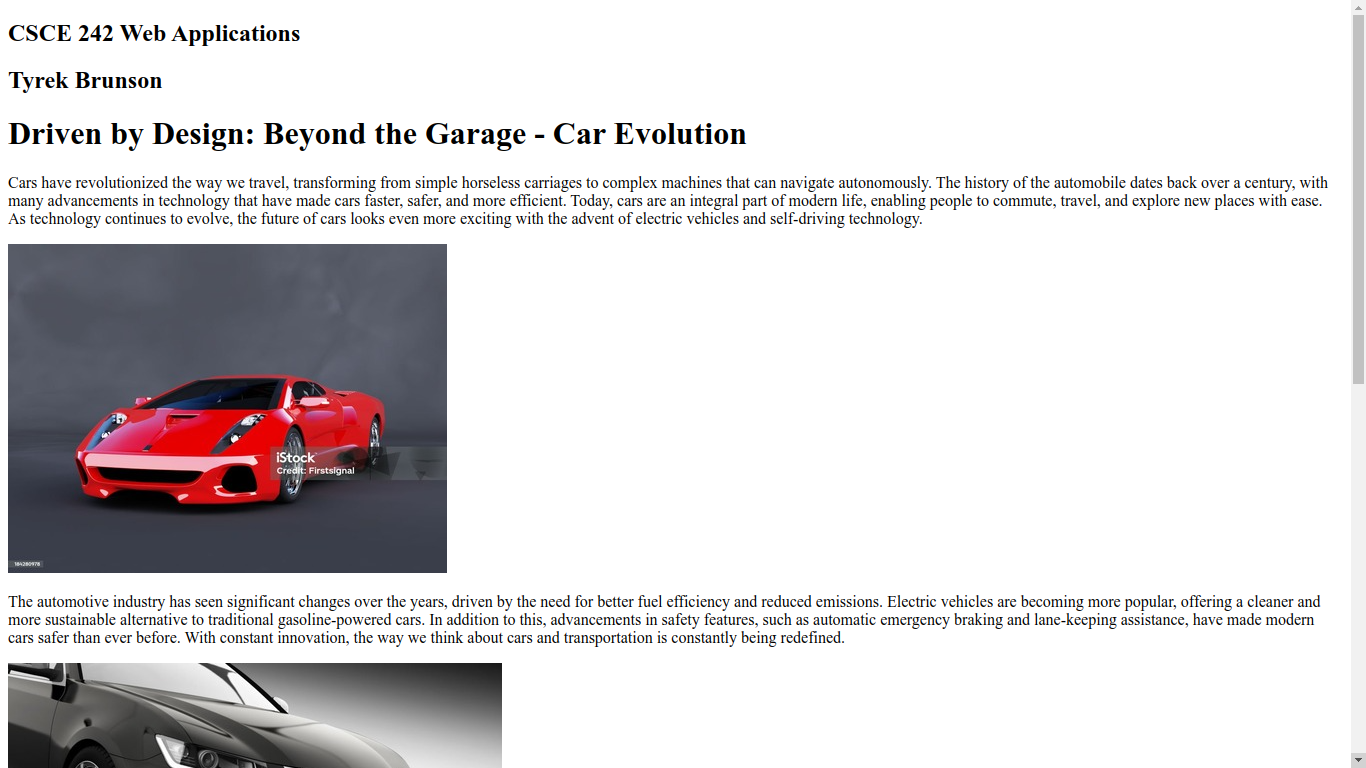 CSCE 242 Web Applications
Tyrek Brunson
Driven by Design: Beyond the Garage - Car Evolution
Cars have revolutionized the way we travel, transforming from simple horseless carriages to complex machines that can navigate autonomously. The history of the automobile dates back over a century, with
many advancements in technology that have made cars faster, safer, and more efficient. Today, cars are an integral part of modern life, enabling people to commute, travel, and explore new places with ease.
As technology continues to evolve, the future of cars looks even more exciting with the advent of electric vehicles and self-driving technology.
iStock
Credit: Firstsignal
184280978
The automotive industry has seen significant changes over the years, driven by the need for better fuel efficiency and reduced emissions. Electric vehicles are becoming more popular, offering a cleaner and
more sustainable alternative to traditional gasoline-powered cars. In addition to this, advancements in safety features, such as automatic emergency braking and lane-keeping assistance, have made modern
cars safer than ever before. With constant innovation, the way we think about cars and transportation is constantly being redefined.